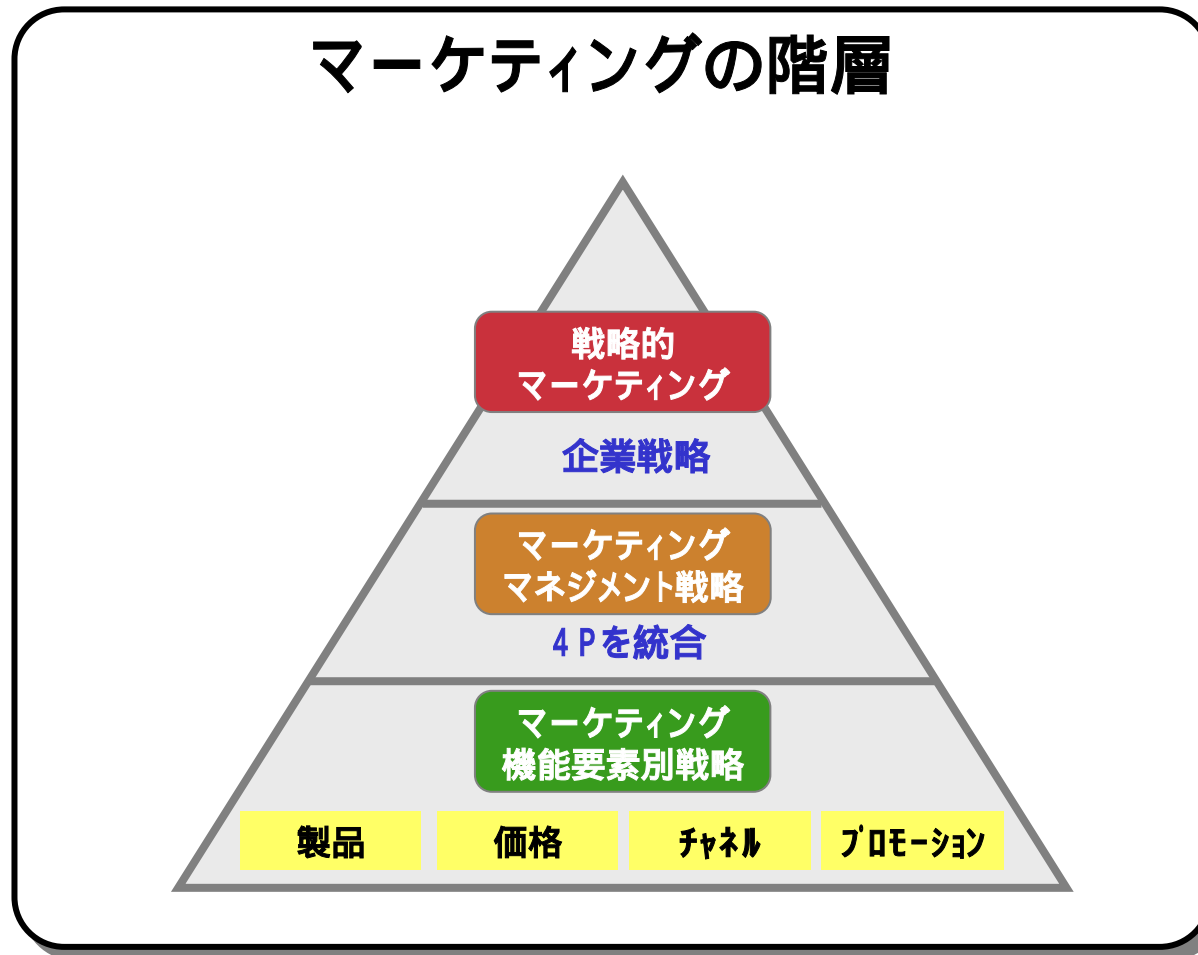 マーケティングの階層
戦略的
マーケティング
企業戦略
マーケティング
マネジメント戦略
４Ｐを統合
マーケティング
機能要素別戦略
製品
価格
ﾁｬﾈﾙ
ﾌﾟﾛﾓｰｼｮﾝ